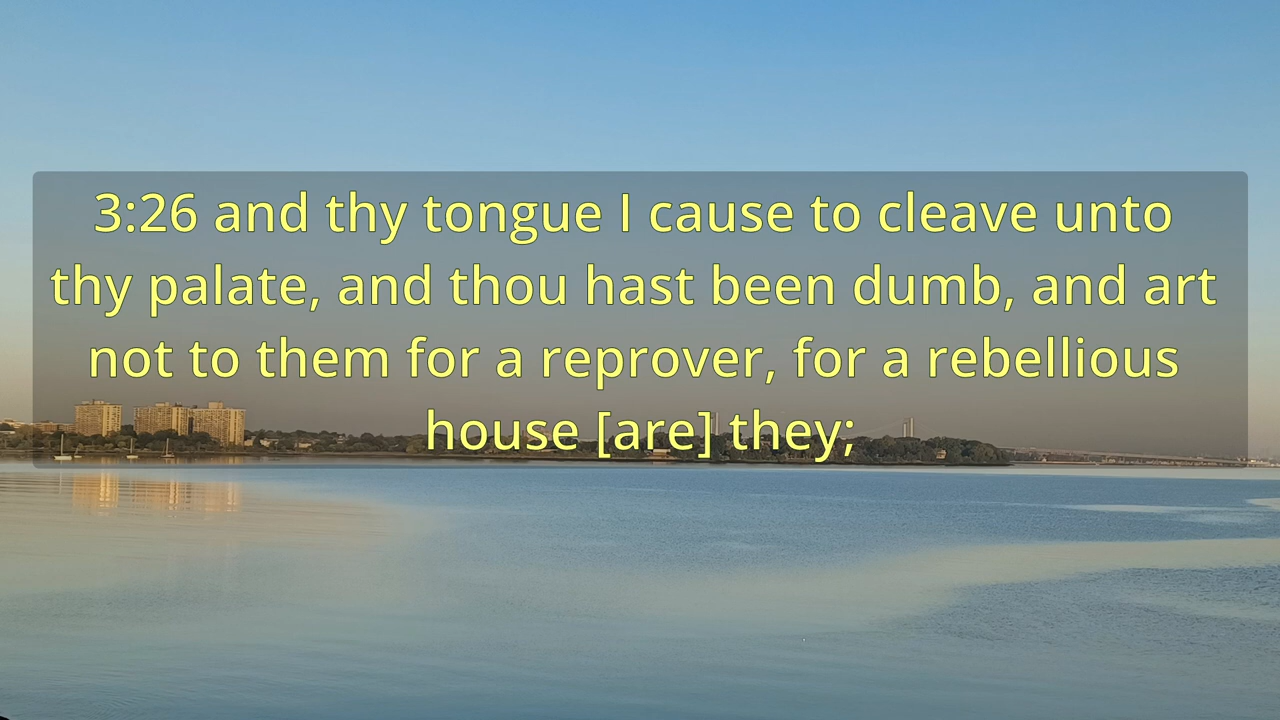 3:26 and thy tongue I cause to cleave unto
thy palate, and thou hast been dumb, and art
not to them for a reprover, for a rebellious
house [are] they;